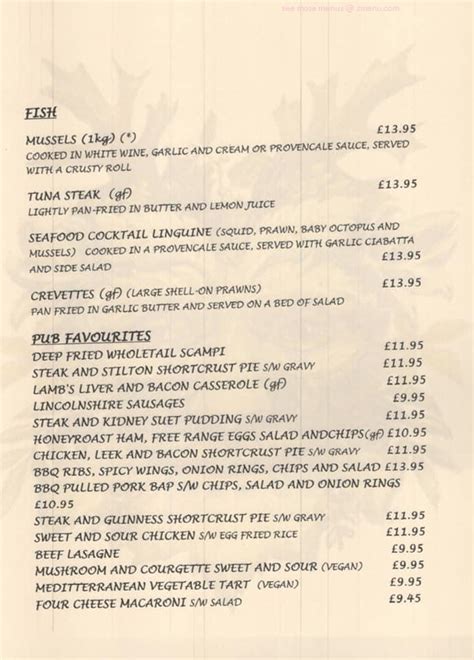 See more menus @ zmenu.com
FISH
MUSSELS (1kg) (*) £13.95
COOKED IN WHITE WINE, GARLIC AND CREAM OR PROVENCALE SAUCE, SERVED
WITH A CRUSTY ROLL
TUNA STEAK (gf) £13.95
LIGHTLY PAN-FRIED IN BUTTER AND LEMON JUICE
SEAFOOD COCKTAIL LINGUINE (SQUID, PRAWN, BABY OCTOPUS AND
MUSSELS) COOKED IN A PROVENCALE SAUCE, SERVED WITH GARLIC CIABATTA
AND SIDE SALAD £13.95
CREVETTES (gf) (LARGE SHELL-ON PRAWNS) £13.95
PAN FRIED IN GARLIC BUTTER AND SERVED ON A BED OF SALAD
PUB FAVOURITES
DEEP FRIED WHOLETAIL SCAMPI £11.95
STEAK AND STILTON SHORTCRUST PIE S/W GRAVY £11.95
LAMB'S LIVER AND BACON CASSEROLE (gf) £11.95
LINCOLNSHIRE SAUSAGES £9.95
STEAK AND KIDNEY SUET PUDDING S/W GRAVY £11.95
HONEYROAST HAM, FREE RANGE EGGS SALAD ANDCHIPS(gf) £10.95
CHICKEN, LEEK AND BACON SHORTCRUST PIE S/W GRAVY £11.95
BBQ RIBS, SPICY WINGS, ONION RINGS, CHIPS AND SALAD £13.95
BBQ PULLED PORK BAP S/W CHIPS, SALAD AND ONION RINGS
£10.95
STEAK AND GUINNESS SHORTCRUST PIE S/W GRAVY £11.95
SWEET AND SOUR CHICKEN S/W EGG FRIED RICE £11.95
BEEF LASAGNE £9.95
MUSHROOM AND COURGETTE SWEET AND SOUR (VEGAN) £9.95
MEDITERRANEAN VEGETABLE TART (VEGAN) £9.95
FOUR CHEESE MACARONI S/W SALAD £9.45